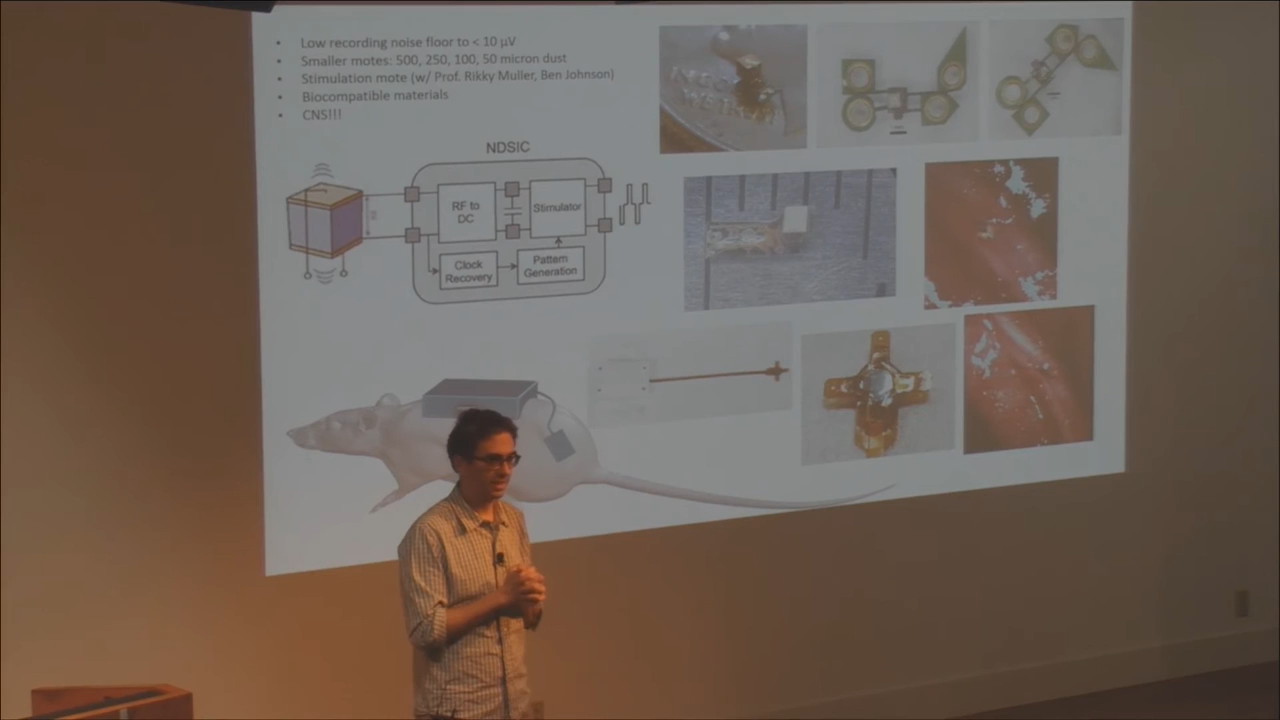 • Low recording noise floor to < 10 µV
• Smaller motes: 500, 250, 100, 50 micron dust
• Stimulation mote (w/ Prof. Rikky Muller, Ben Johnson)
• Biocompatible materials
• CNS!!!
NDSIC
RF to
DC
Stimulator
Clock
Recovery
Pattern
Generation